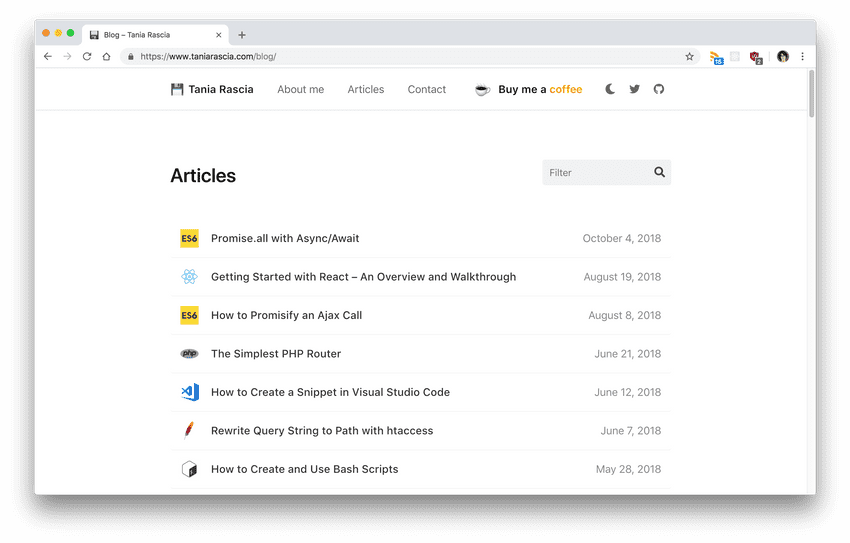 Blog – Tania Rascia
https://www.taniarascia.com/blog/
15
2
Tania Rascia About me Articles Contact Buy me a coffee
Articles
Filter
ES6 Promise.all with Async/Await October 4, 2018
Getting Started with React – An Overview and Walkthrough August 19, 2018
ES6 How to Promisify an Ajax Call August 8, 2018
php The Simplest PHP Router June 21, 2018
How to Create a Snippet in Visual Studio Code June 12, 2018
Rewrite Query String to Path with htaccess June 7, 2018
How to Create and Use Bash Scripts May 28, 2018